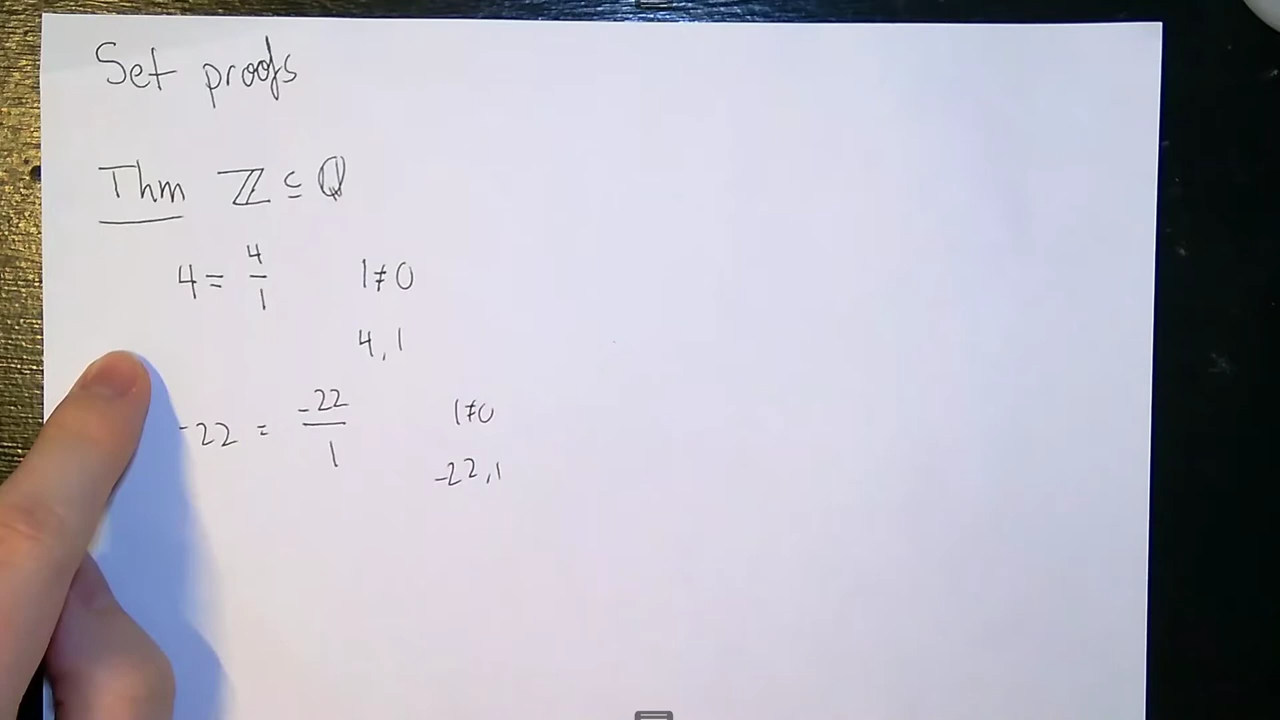 Set proofs
Thm ℤ ⊆ ℚ
4 = 4/1    1≠0
4, 1
-22 = -22/1    1≠0
-22, 1